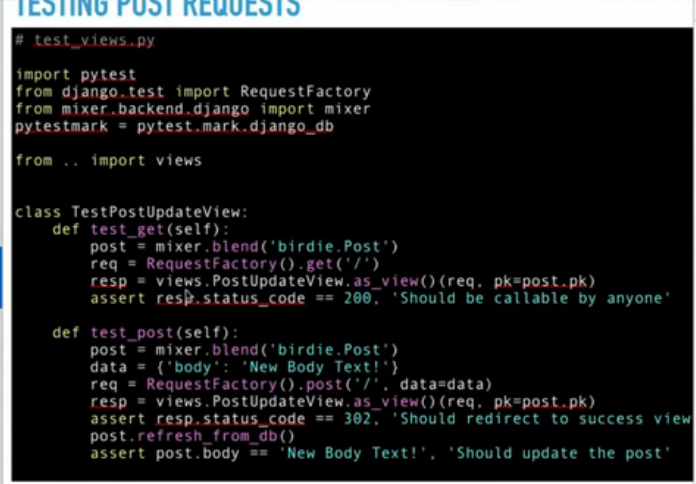 TESTING POST REQUESTS
# test_views.py
import pytest
from django.test import RequestFactory
from mixer.backend.django import mixer
pytestmark = pytest.mark.django_db
from .. import views
class TestPostUpdateView:
def test_get(self):
post = mixer.blend('birdie.Post')
req = RequestFactory().get('/')
resp = views.PostUpdateView.as_view()(req, pk=post.pk)
assert resp.status_code == 200, 'Should be callable by anyone'
def test_post(self):
post = mixer.blend('birdie.Post')
data = {'body': 'New Body Text!'}
req = RequestFactory().post('/', data=data)
resp = views.PostUpdateView.as_view()(req, pk=post.pk)
assert resp.status_code == 302, 'Should redirect to success view
post.refresh_from_db()
assert post.body == 'New Body Text!', 'Should update the post'